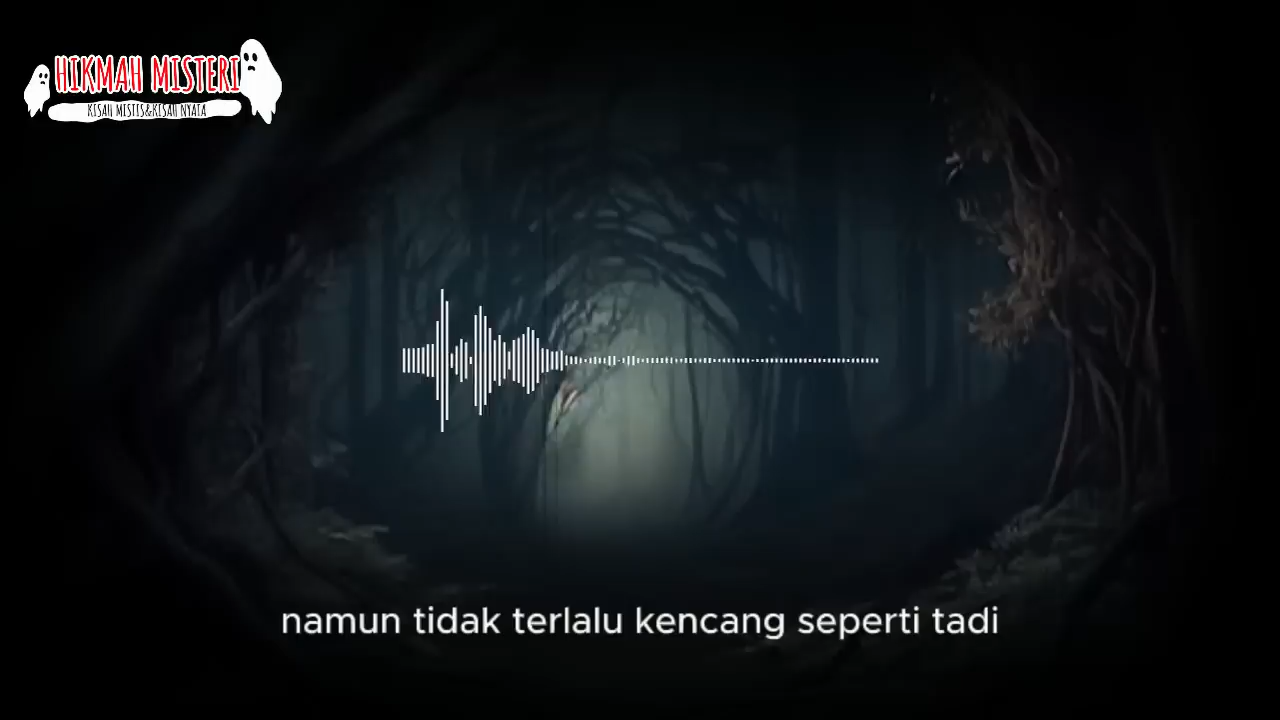 HIKMAH MISTERI
KISAH MISTIS&KISAH NYATA
namun tidak terlalu kencang seperti tadi